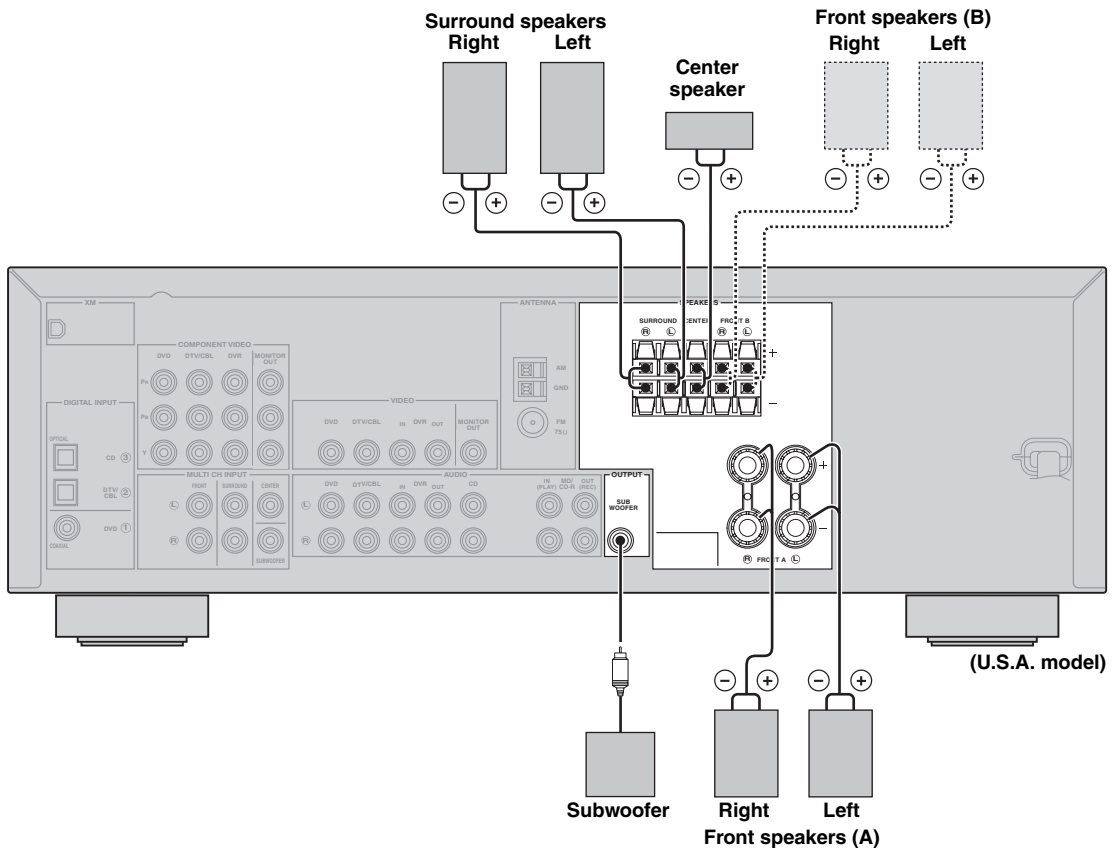 Surround speakers
Right Left
Center
speaker
Front speakers (B)
Right Left
− + − + − + − + − +
XM
ANTENNA
SPEAKERS
SURROUND CENTER FRONT B
R L R L
+
−
COMPONENT VIDEO
DVD DTV/CBL DVR MONITOR
OUT
PR
PB
Y
AM
GND
FM
75Ω
DIGITAL INPUT
OPTICAL
CD 3
DTV/
CBL 2
DVD 1
COAXIAL
VIDEO
DVD DTV/CBL IN DVR OUT MONITOR
OUT
MULTI CH INPUT
FRONT SURROUND CENTER
L
R
SUBWOOFER
AUDIO
DVD DTV/CBL IN DVR OUT CD
IN MD/ OUT
(PLAY) CD-R (REC)
L
R
OUTPUT
SUB
WOOFER
+
−
R FRONT A L
(U.S.A. model)
− + − +
Subwoofer
Right Left
Front speakers (A)